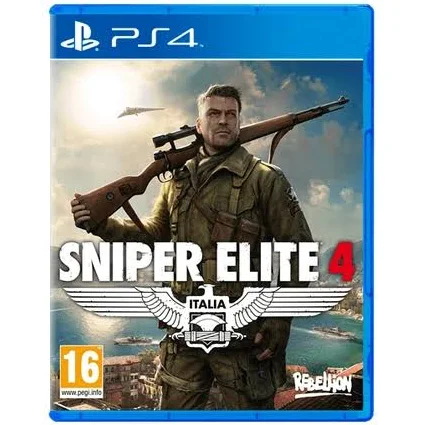 PS4
SNIPER ELITE 4
ITALIA
16
www.pegi.info
REBELLION